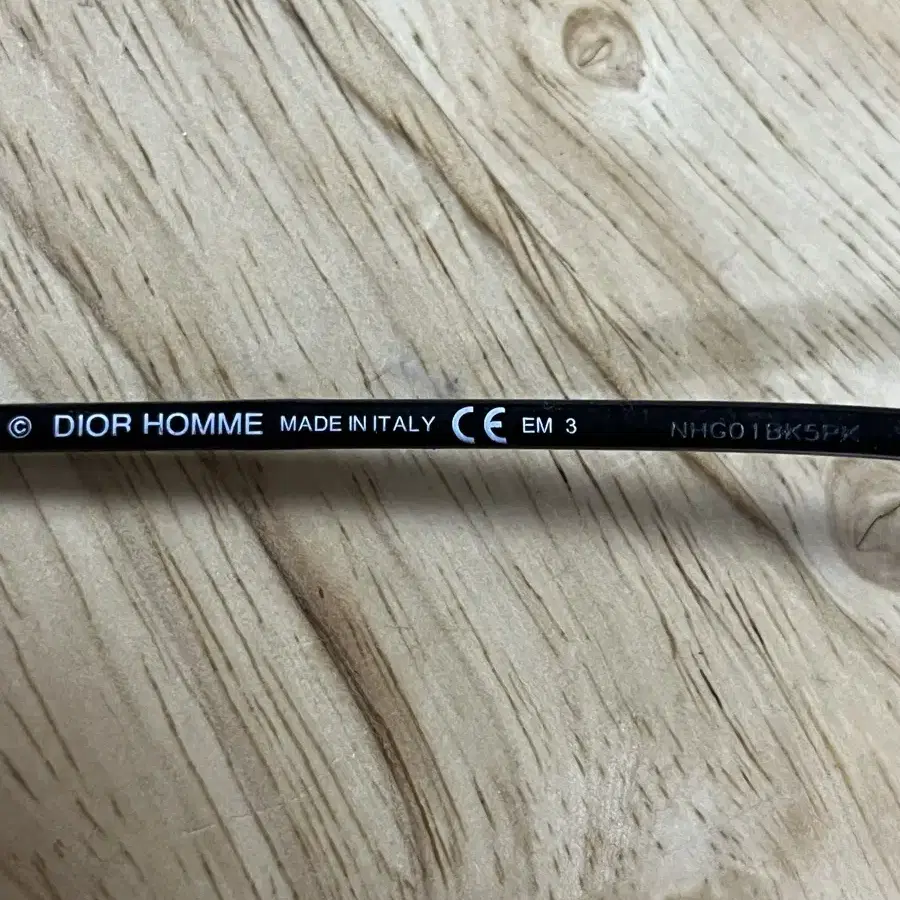 © DIOR HOMME MADE IN ITALY CE EM 3 NHG01BK5PK